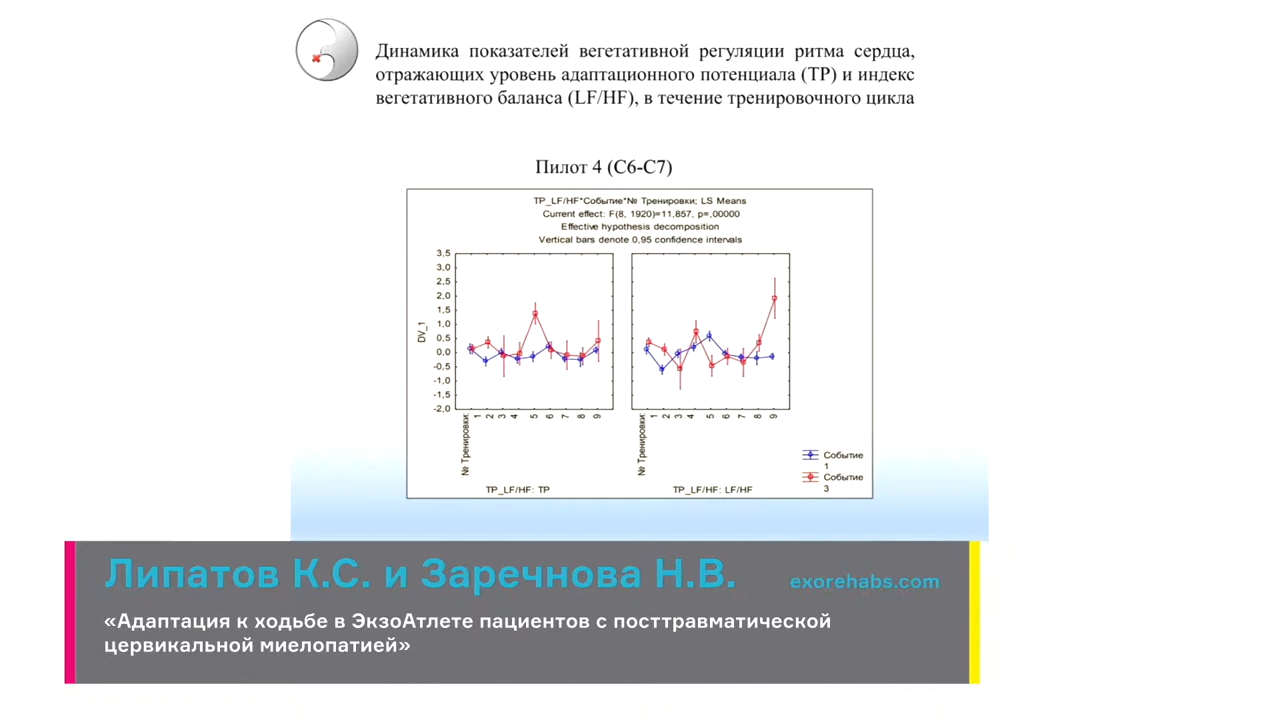 Динамика показателей вегетативной регуляции ритма сердца,
отражающих уровень адаптационного потенциала (TP) и индекс
вегетативного баланса (LF/HF), в течение тренировочного цикла
Пилот 4 (C6-C7)
TP_LF/HF*Событие*№ Тренировки; LS Means
Current effect: F(8, 1920)=11,857, p=,00000
Effective hypothesis decomposition
Vertical bars denote 0,95 confidence intervals
DV_1
3,5
3,0
2,5
2,0
1,5
1,0
0,5
0,0
-0,5
-1,0
-1,5
-2,0
№ Тренировки: 1 2 3 4 5 6 7 8 9
TP_LF/HF: TP
№ Тренировки: 1 2 3 4 5 6 7 8 9
TP_LF/HF: LF/HF
Событие
1
Событие
3
Липатов К.С. и Заречнова Н.В.
exorehabs.com
«Адаптация к ходьбе в ЭкзоАтлете пациентов с посттравматической
цервикальной миелопатией»